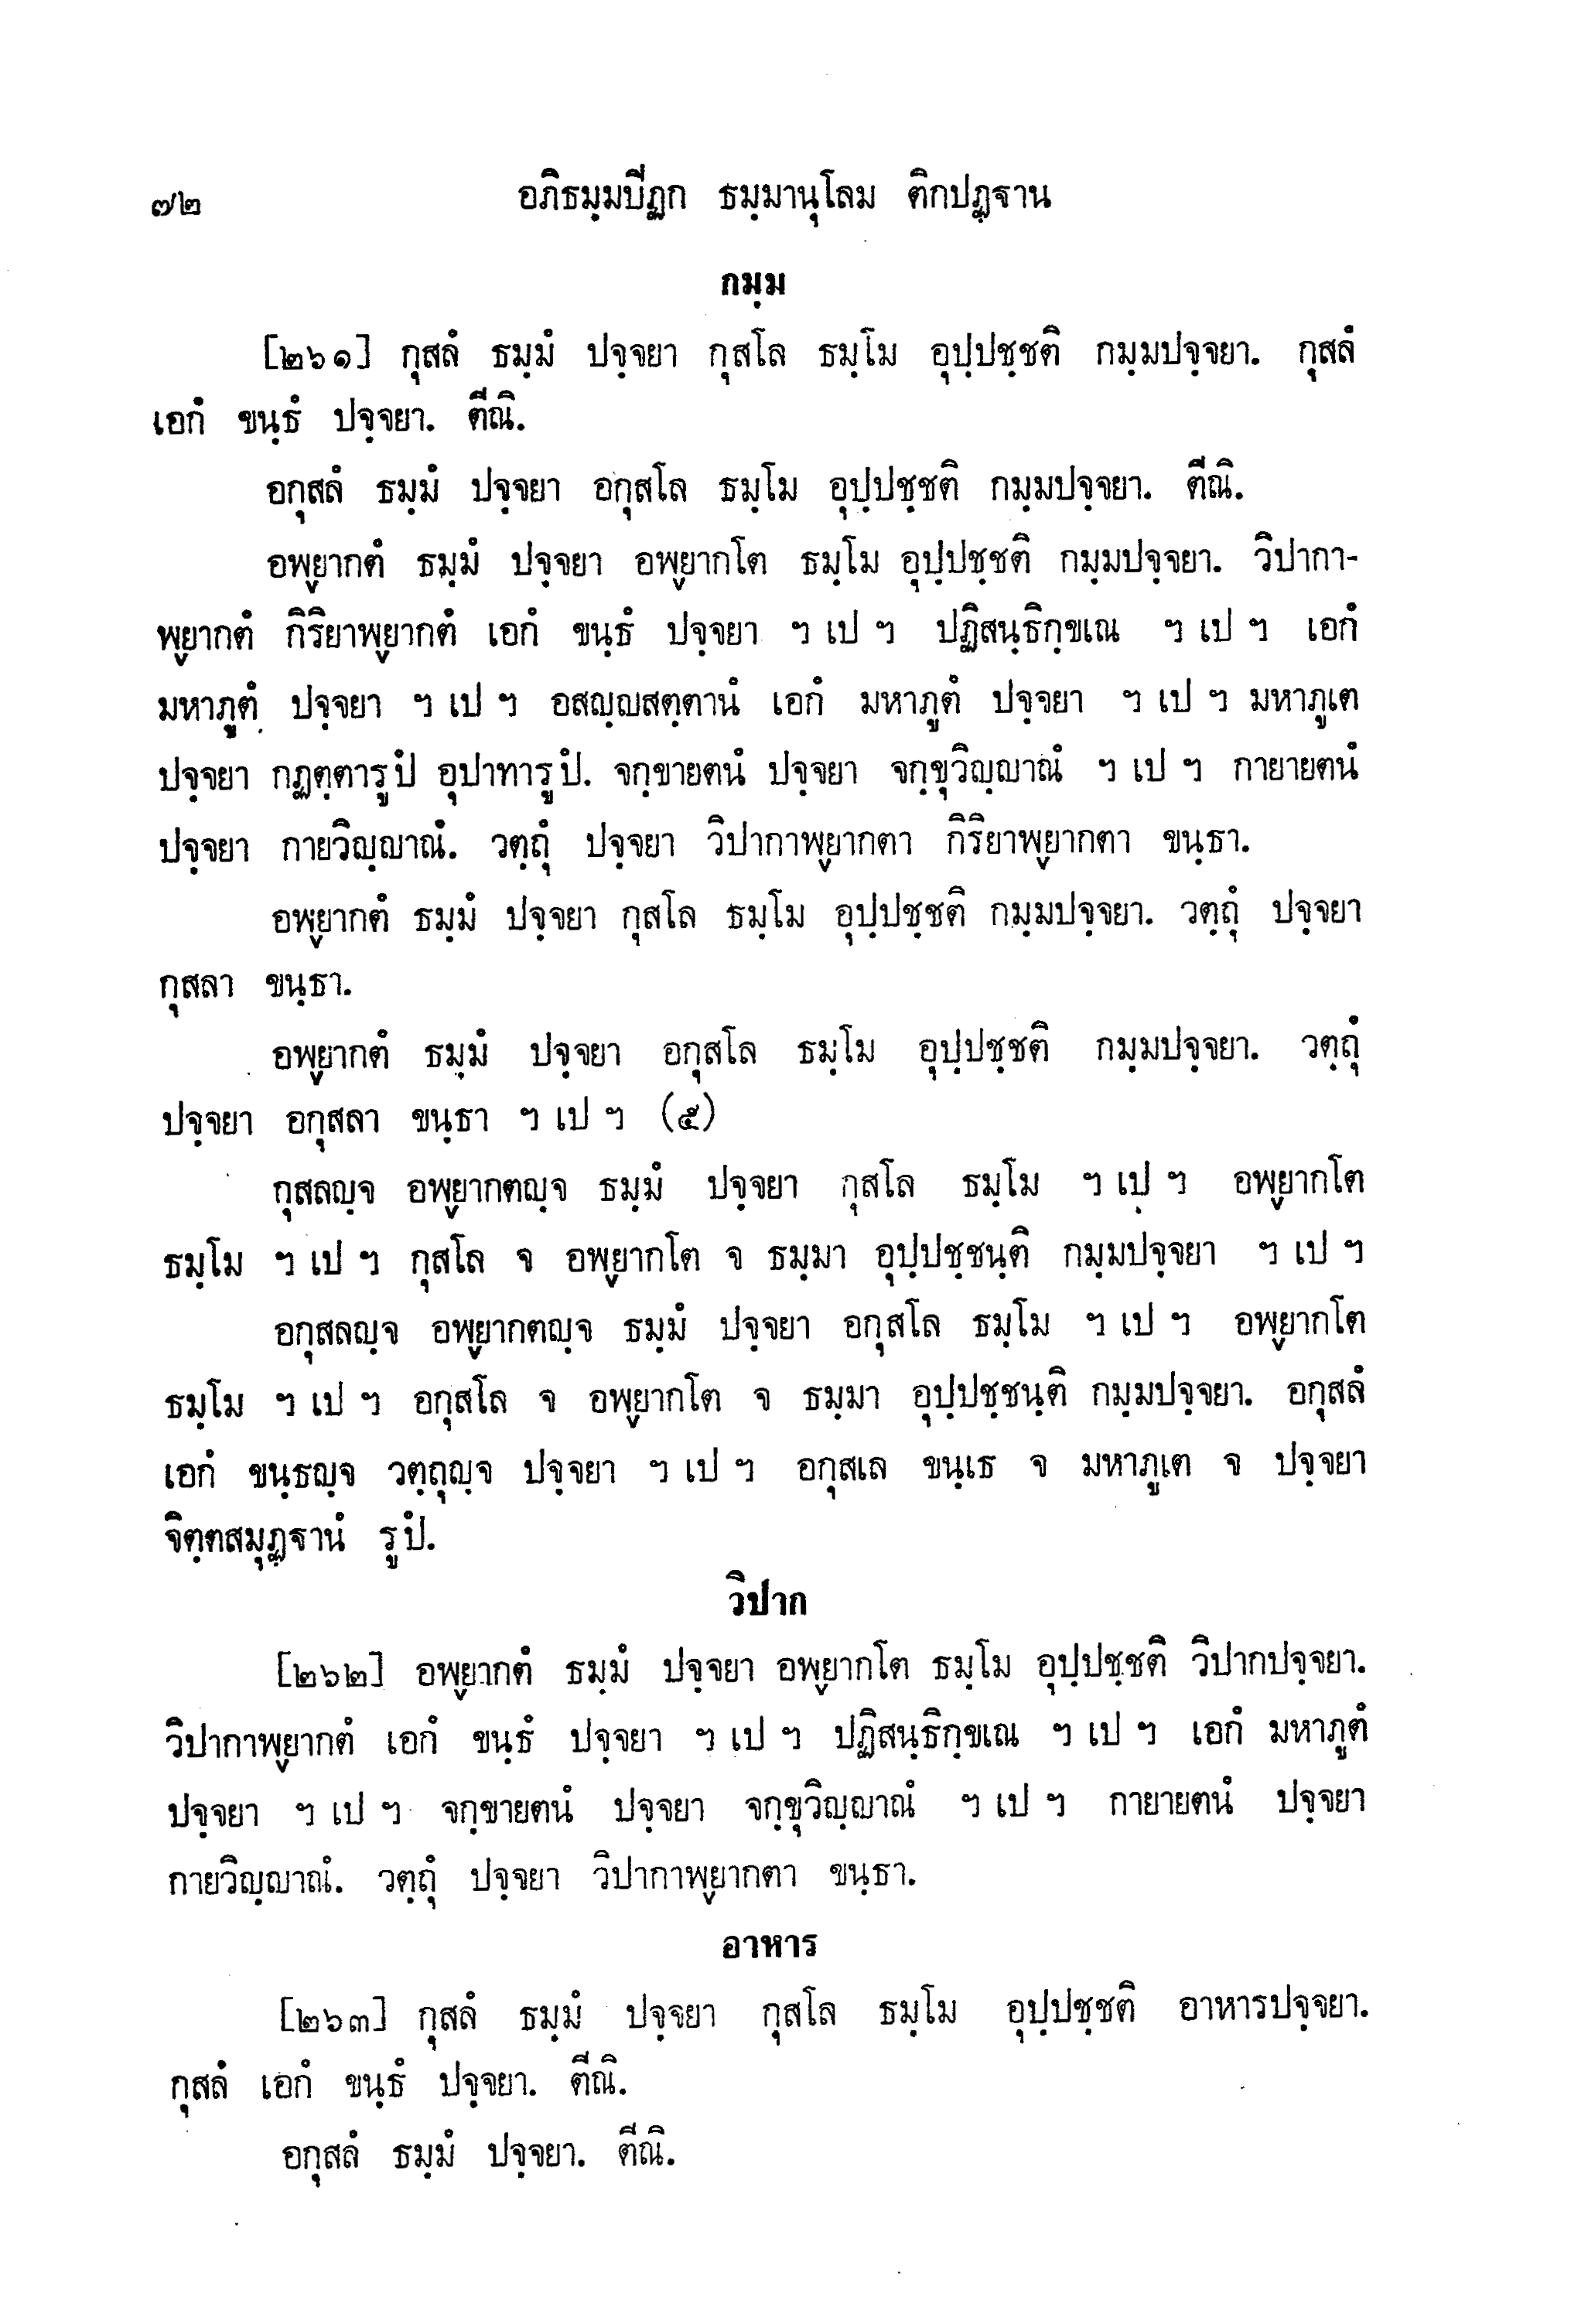 ๗๒ อภิธมฺมปิฏก ธมฺมานุโลม ติกปฏฺฐาน
กมฺม
[๒๖๑] กุสลํ ธมฺมํ ปจฺจยา กุสโล ธมฺโม อุปฺปชฺชติ กมฺมปจฺจยา. กุสลํ
เอกํ ขนฺธํ ปจฺจยา. ตีณิ.
อกุสลํ ธมฺมํ ปจฺจยา อกุสโล ธมฺโม อุปฺปชฺชติ กมฺมปจฺจยา. ตีณิ.
อพฺยากตํ ธมฺมํ ปจฺจยา อพฺยากโต ธมฺโม อุปฺปชฺชติ กมฺมปจฺจยา. วิปากา-
พฺยากตํ กิริยาพฺยากตํ เอกํ ขนฺธํ ปจฺจยา ฯ เป ฯ ปฏิสนฺธิกฺขเณ ฯ เป ฯ เอกํ
มหาภูตํ ปจฺจยา ฯ เป ฯ อสญฺญสตฺตานํ เอกํ มหาภูตํ ปจฺจยา ฯ เป ฯ มหาภูเต
ปจฺจยา กฏตฺตารูปํ อุปาทารูปํ. จกฺขายตนํ ปจฺจยา จกฺขุวิญฺญาณํ ฯ เป ฯ กายายตนํ
ปจฺจยา กายวิญฺญาณํ. วตฺถุํ ปจฺจยา วิปากาพฺยากตา กิริยาพฺยากตา ขนฺธา.
อพฺยากตํ ธมฺมํ ปจฺจยา กุสโล ธมฺโม อุปฺปชฺชติ กมฺมปจฺจยา. วตฺถุํ ปจฺจยา
กุสลา ขนฺธา.
อพฺยากตํ ธมฺมํ ปจฺจยา อกุสโล ธมฺโม อุปฺปชฺชติ กมฺมปจฺจยา. วตฺถุํ
ปจฺจยา อกุสลา ขนฺธา ฯ เป ฯ (๕)
กุสลญฺจ อพฺยากตญฺจ ธมฺมํ ปจฺจยา กุสโล ธมฺโม ฯ เป ฯ อพฺยากโต
ธมฺโม ฯ เป ฯ กุสโล จ อพฺยากโต จ ธมฺมา อุปฺปชฺชนฺติ กมฺมปจฺจยา ฯ เป ฯ
อกุสลญฺจ อพฺยากตญฺจ ธมฺมํ ปจฺจยา อกุสโล ธมฺโม ฯ เป ฯ อพฺยากโต
ธมฺโม ฯ เป ฯ อกุสโล จ อพฺยากโต จ ธมฺมา อุปฺปชฺชนฺติ กมฺมปจฺจยา. อกุสลํ
เอกํ ขนฺธญฺจ วตฺถุญฺจ ปจฺจยา ฯ เป ฯ อกุสเล ขนฺเธ จ มหาภูเต จ ปจฺจยา
จิตฺตสมุฏฺฐานํ รูปํ.
วิปาก
[๒๖๒] อพฺยากตํ ธมฺมํ ปจฺจยา อพฺยากโต ธมฺโม อุปฺปชฺชติ วิปากปจฺจยา.
วิปากาพฺยากตํ เอกํ ขนฺธํ ปจฺจยา ฯ เป ฯ ปฏิสนฺธิกฺขเณ ฯ เป ฯ เอกํ มหาภูตํ
ปจฺจยา ฯ เป ฯ จกฺขายตนํ ปจฺจยา จกฺขุวิญฺญาณํ ฯ เป ฯ กายายตนํ ปจฺจยา
กายวิญฺญาณํ. วตฺถุํ ปจฺจยา วิปากาพฺยากตา ขนฺธา.
อาหาร
[๒๖๓] กุสลํ ธมฺมํ ปจฺจยา กุสโล ธมฺโม อุปฺปชฺชติ อาหารปจฺจยา.
กุสลํ เอกํ ขนฺธํ ปจฺจยา. ตีณิ.
อกุสลํ ธมฺมํ ปจฺจยา. ตีณิ.